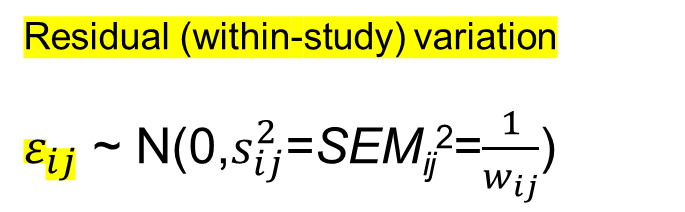 Residual (within-study) variation
εij ~ N(0,s²ij=SEMij²=1/wij)